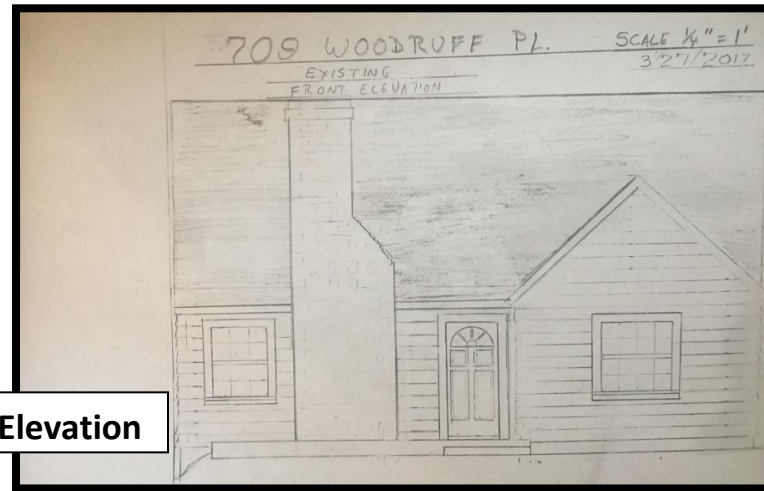 709 WOODRUFF PL.
SCALE ¼" = 1'
3/27/2017
EXISTING
FRONT ELEVATION
Elevation